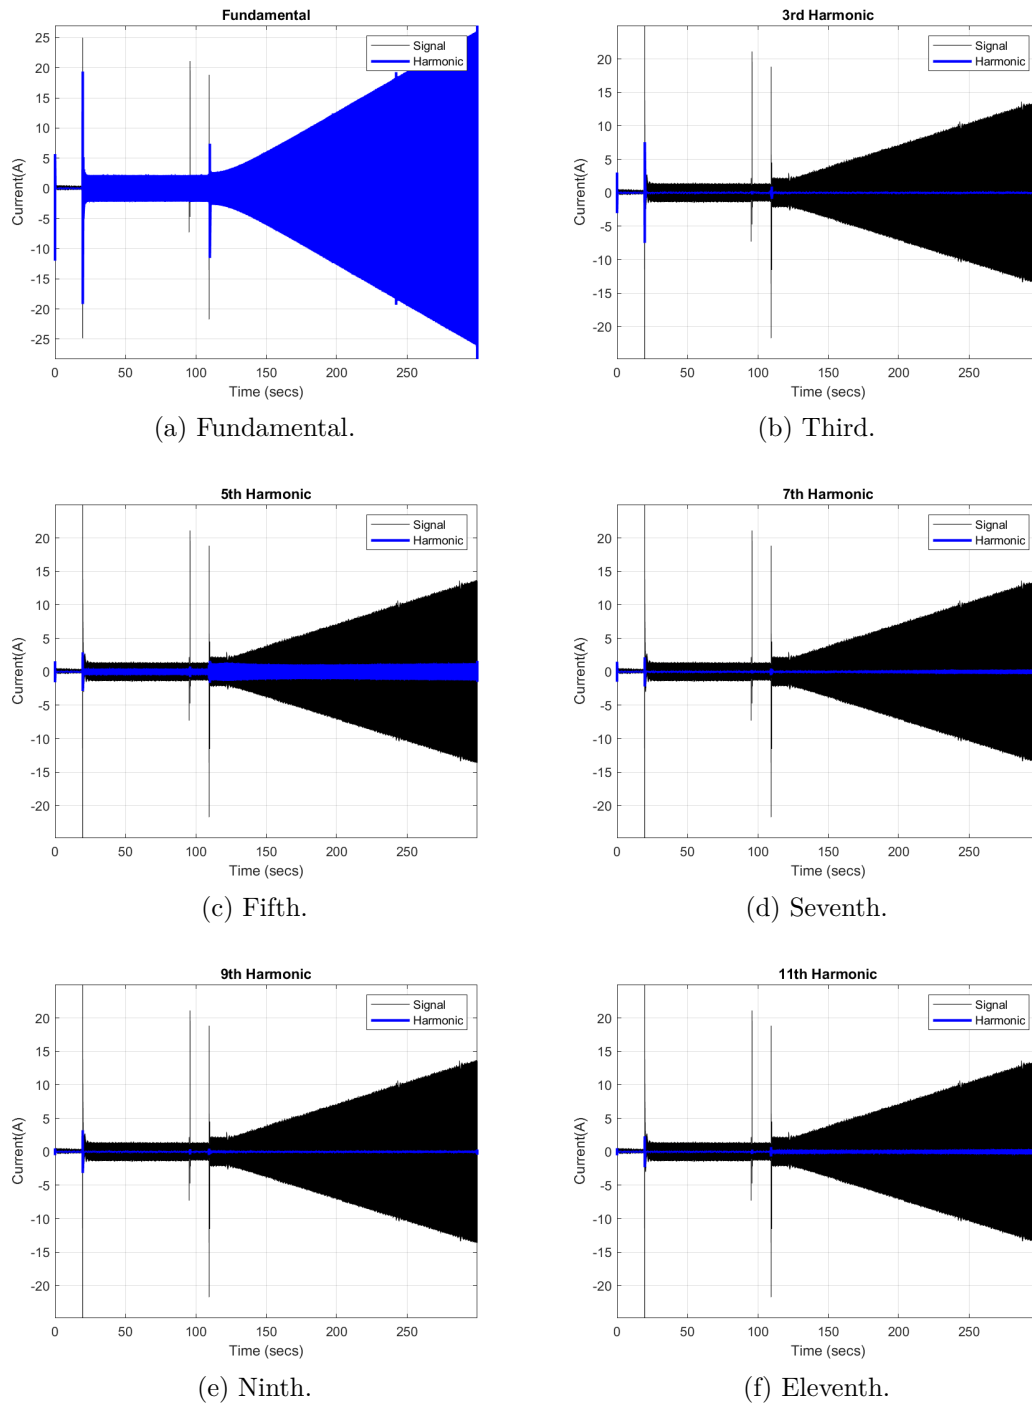 Fundamental
Signal
Harmonic
25
20
15
10
5
0
-5
-10
-15
-20
-25
Current(A)
0 50 100 150 200 250
Time (secs)
(a) Fundamental.
3rd Harmonic
Signal
Harmonic
20
15
10
5
0
-5
-10
-15
-20
Current(A)
0 50 100 150 200 250
Time (secs)
(b) Third.
5th Harmonic
Signal
Harmonic
20
15
10
5
0
-5
-10
-15
-20
Current(A)
0 50 100 150 200 250
Time (secs)
(c) Fifth.
7th Harmonic
Signal
Harmonic
20
15
10
5
0
-5
-10
-15
-20
Current(A)
0 50 100 150 200 250
Time (secs)
(d) Seventh.
9th Harmonic
Signal
Harmonic
20
15
10
5
0
-5
-10
-15
-20
Current(A)
0 50 100 150 200 250
Time (secs)
(e) Ninth.
11th Harmonic
Signal
Harmonic
20
15
10
5
0
-5
-10
-15
-20
Current(A)
0 50 100 150 200 250
Time (secs)
(f) Eleventh.